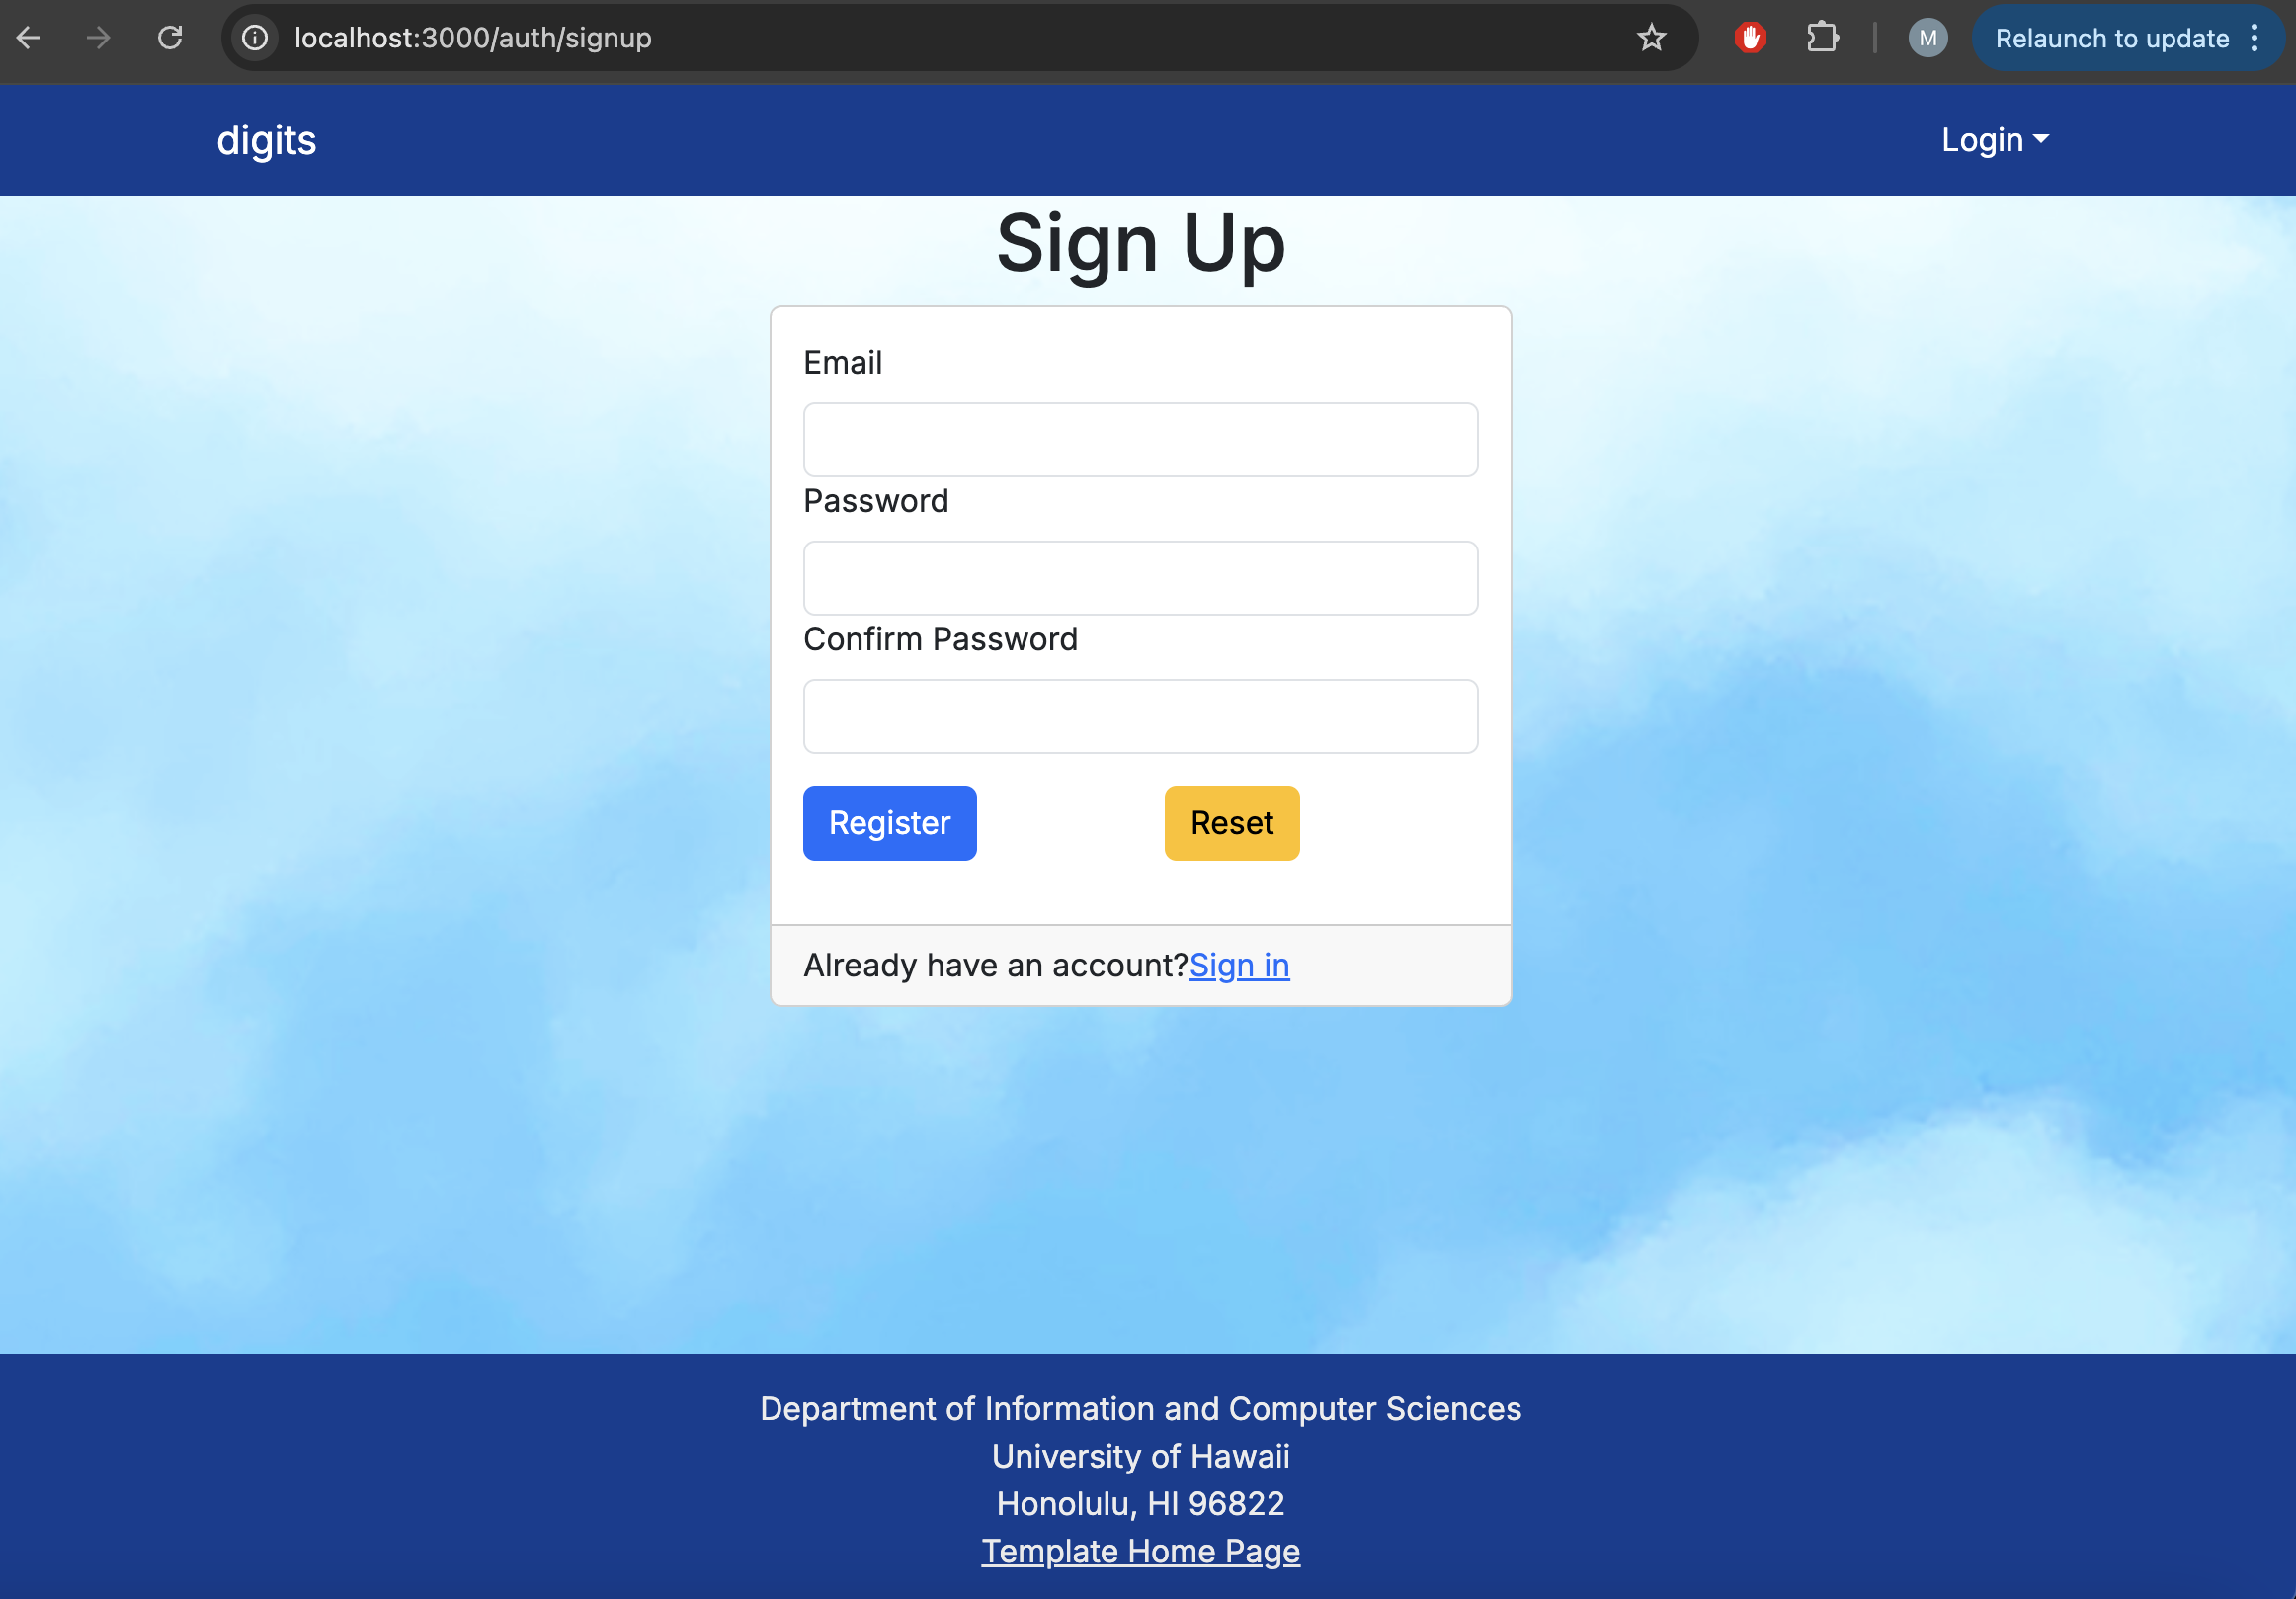 localhost:3000/auth/signup
M
Relaunch to update
digits
Login
Sign Up
Email
Password
Confirm Password
Register
Reset
Already have an account?Sign in
Department of Information and Computer Sciences
University of Hawaii
Honolulu, HI 96822
Template Home Page